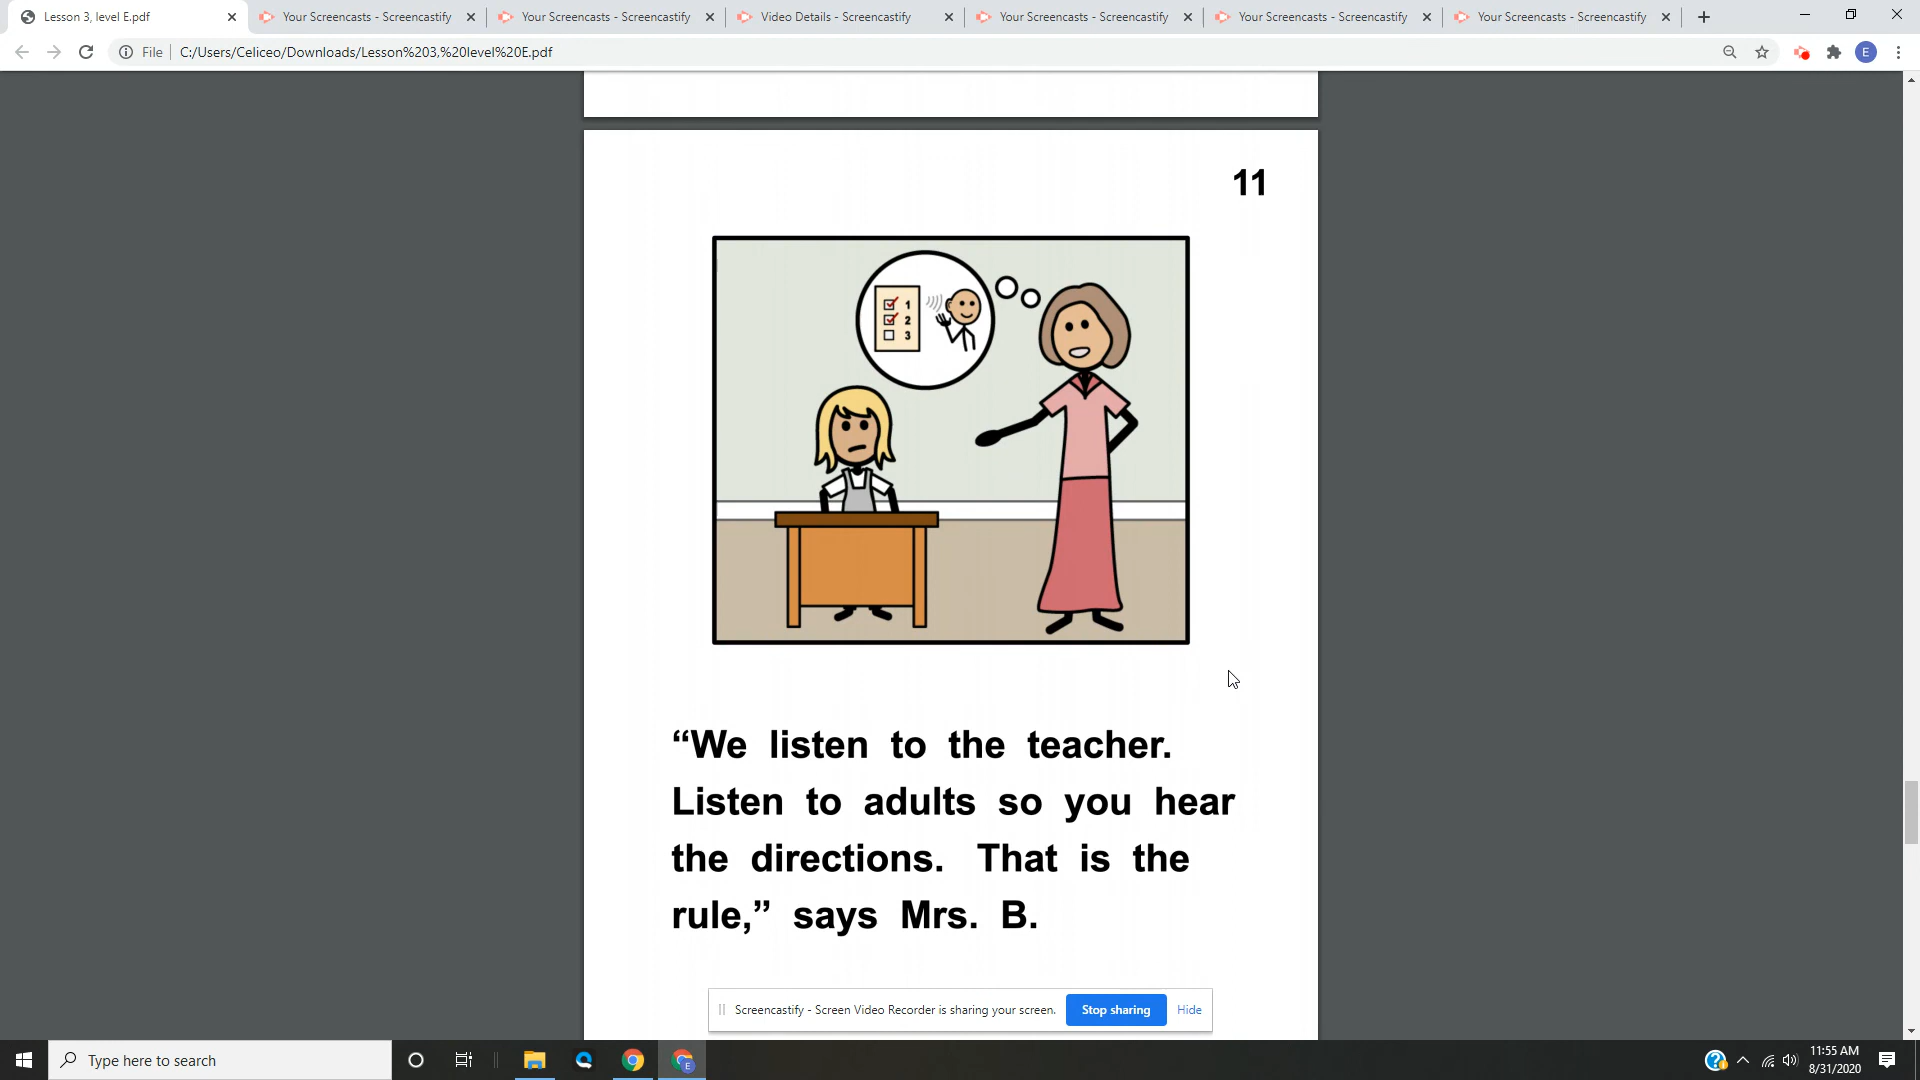 Lesson 3, level E.pdf
Your Screencasts - Screencastify
Your Screencasts - Screencastify
Video Details - Screencastify
Your Screencasts - Screencastify
Your Screencasts - Screencastify
Your Screencasts - Screencastify
File
C:/Users/Celiceo/Downloads/Lesson%203,%20level%20E.pdf
E
11
1
2
3
“We listen to the teacher.
Listen to adults so you hear
the directions. That is the
rule,” says Mrs. B.
Screencastify - Screen Video Recorder is sharing your screen.
Stop sharing
Hide
Type here to search
E
11:55 AM
8/31/2020